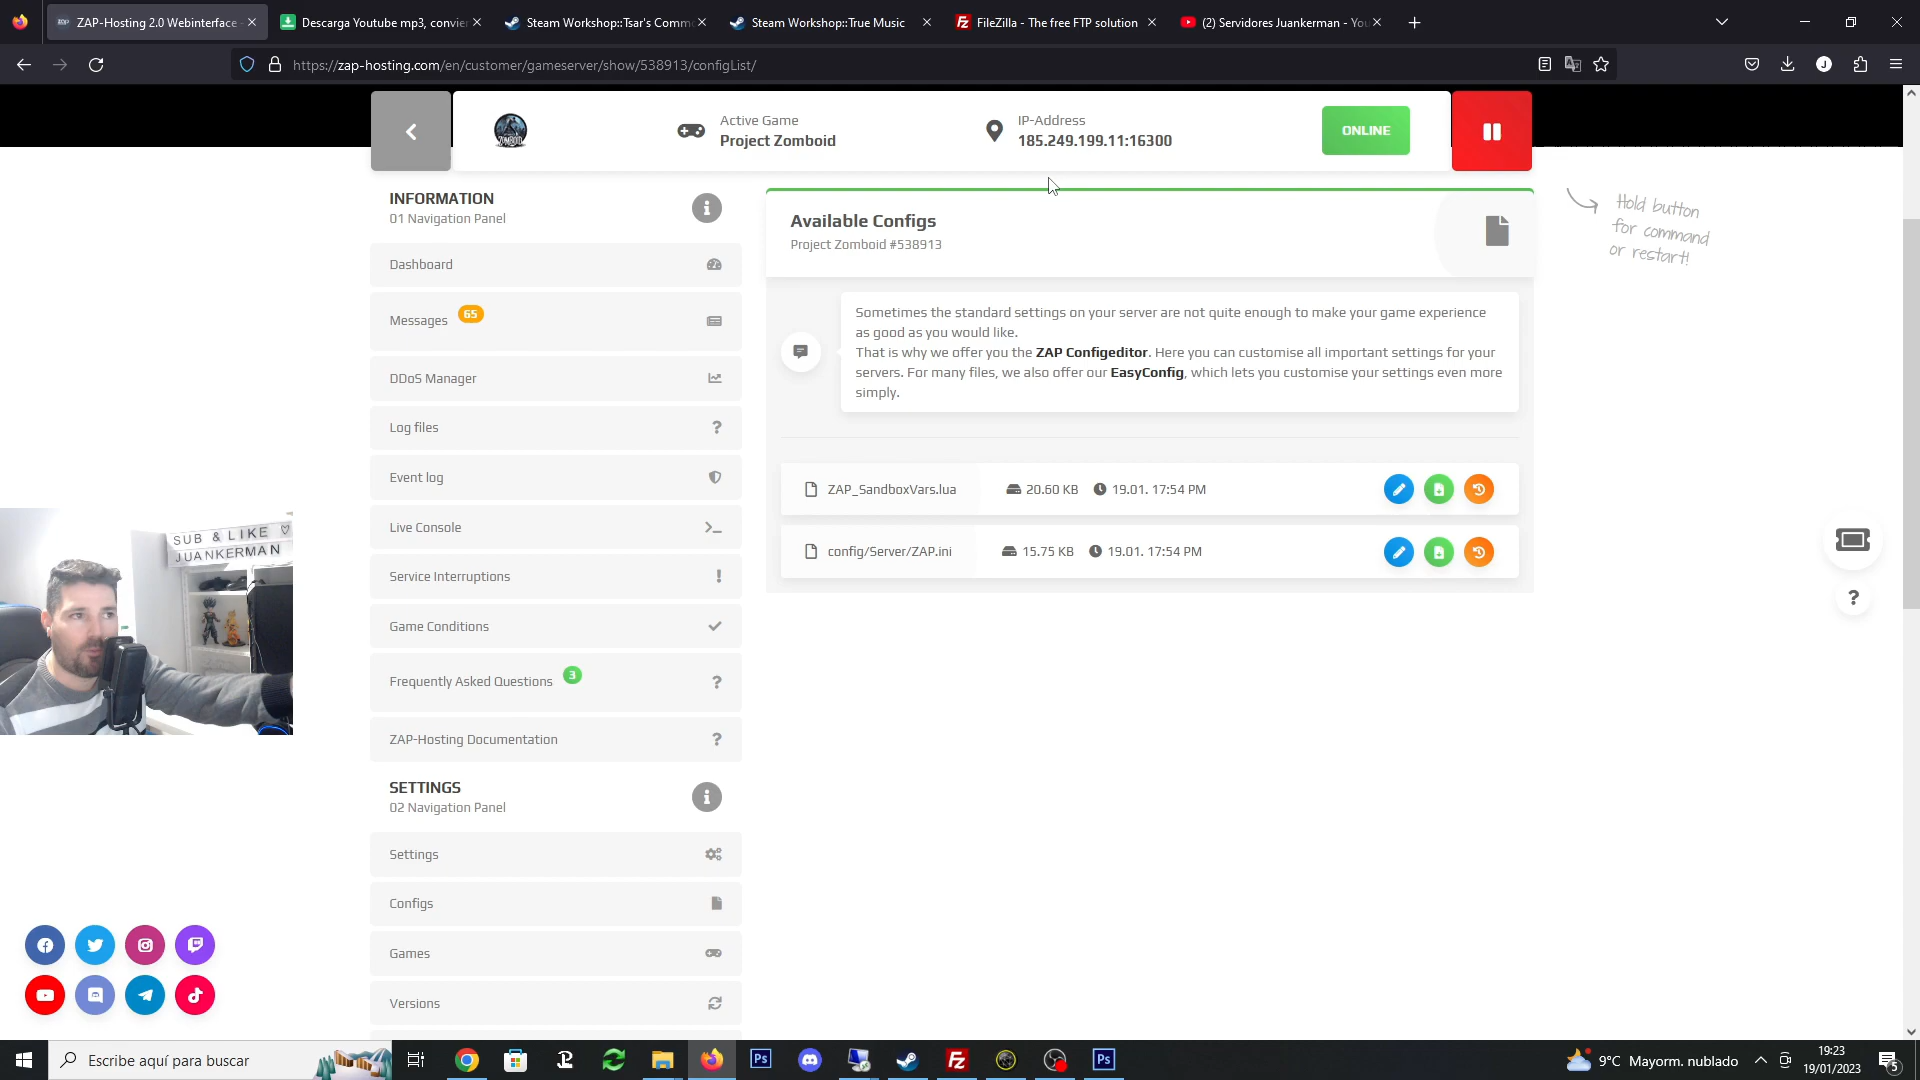 ZAP-Hosting 2.0 Webinterface -
Descarga Youtube mp3, convier
Steam Workshop::Tsar's Commo
Steam Workshop::True Music
FileZilla - The free FTP solution
(2) Servidores Juankerman - You
https://zap-hosting.com/en/customer/gameserver/show/538913/configList/
Active Game
Project Zomboid
IP-Address
185.249.199.11:16300
ONLINE
Hold button
for command
or restart!
INFORMATION
01 Navigation Panel
Dashboard
Messages 65
DDoS Manager
Log files
Event log
Live Console
Service Interruptions
Game Conditions
Frequently Asked Questions 3
ZAP-Hosting Documentation
SETTINGS
02 Navigation Panel
Settings
Configs
Games
Versions
Available Configs
Project Zomboid #538913
Sometimes the standard settings on your server are not quite enough to make your game experience
as good as you would like.
That is why we offer you the ZAP Configeditor. Here you can customise all important settings for your
servers. For many files, we also offer our EasyConfig, which lets you customise your settings even more
simply.
ZAP_SandboxVars.lua 20.60 KB 19.01. 17:54 PM
config/Server/ZAP.ini 15.75 KB 19.01. 17:54 PM
SUB & LIKE
JUANKERMAN
Escribe aquí para buscar
9°C Mayorm. nublado
19:23
19/01/2023
5